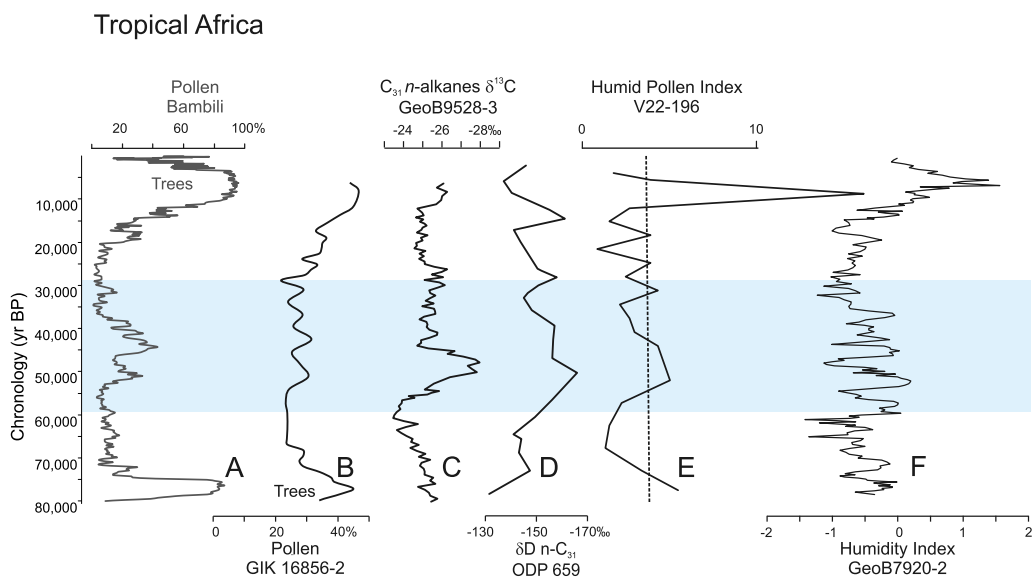 Tropical Africa
Pollen
Bambili
20 60 100%
C₃₁ n-alkanes δ¹³C
GeoB9528-3
-24 -26 -28‰
Humid Pollen Index
V22-196
0 10
Chronology (yr BP)
10,000
20,000
30,000
40,000
50,000
60,000
70,000
80,000
Trees
Trees
A B C D E F
0 20 40%
Pollen
GIK 16856-2
-130 -150 -170‰
δD n-C₃₁
ODP 659
-2 -1 0 1 2
Humidity Index
GeoB7920-2